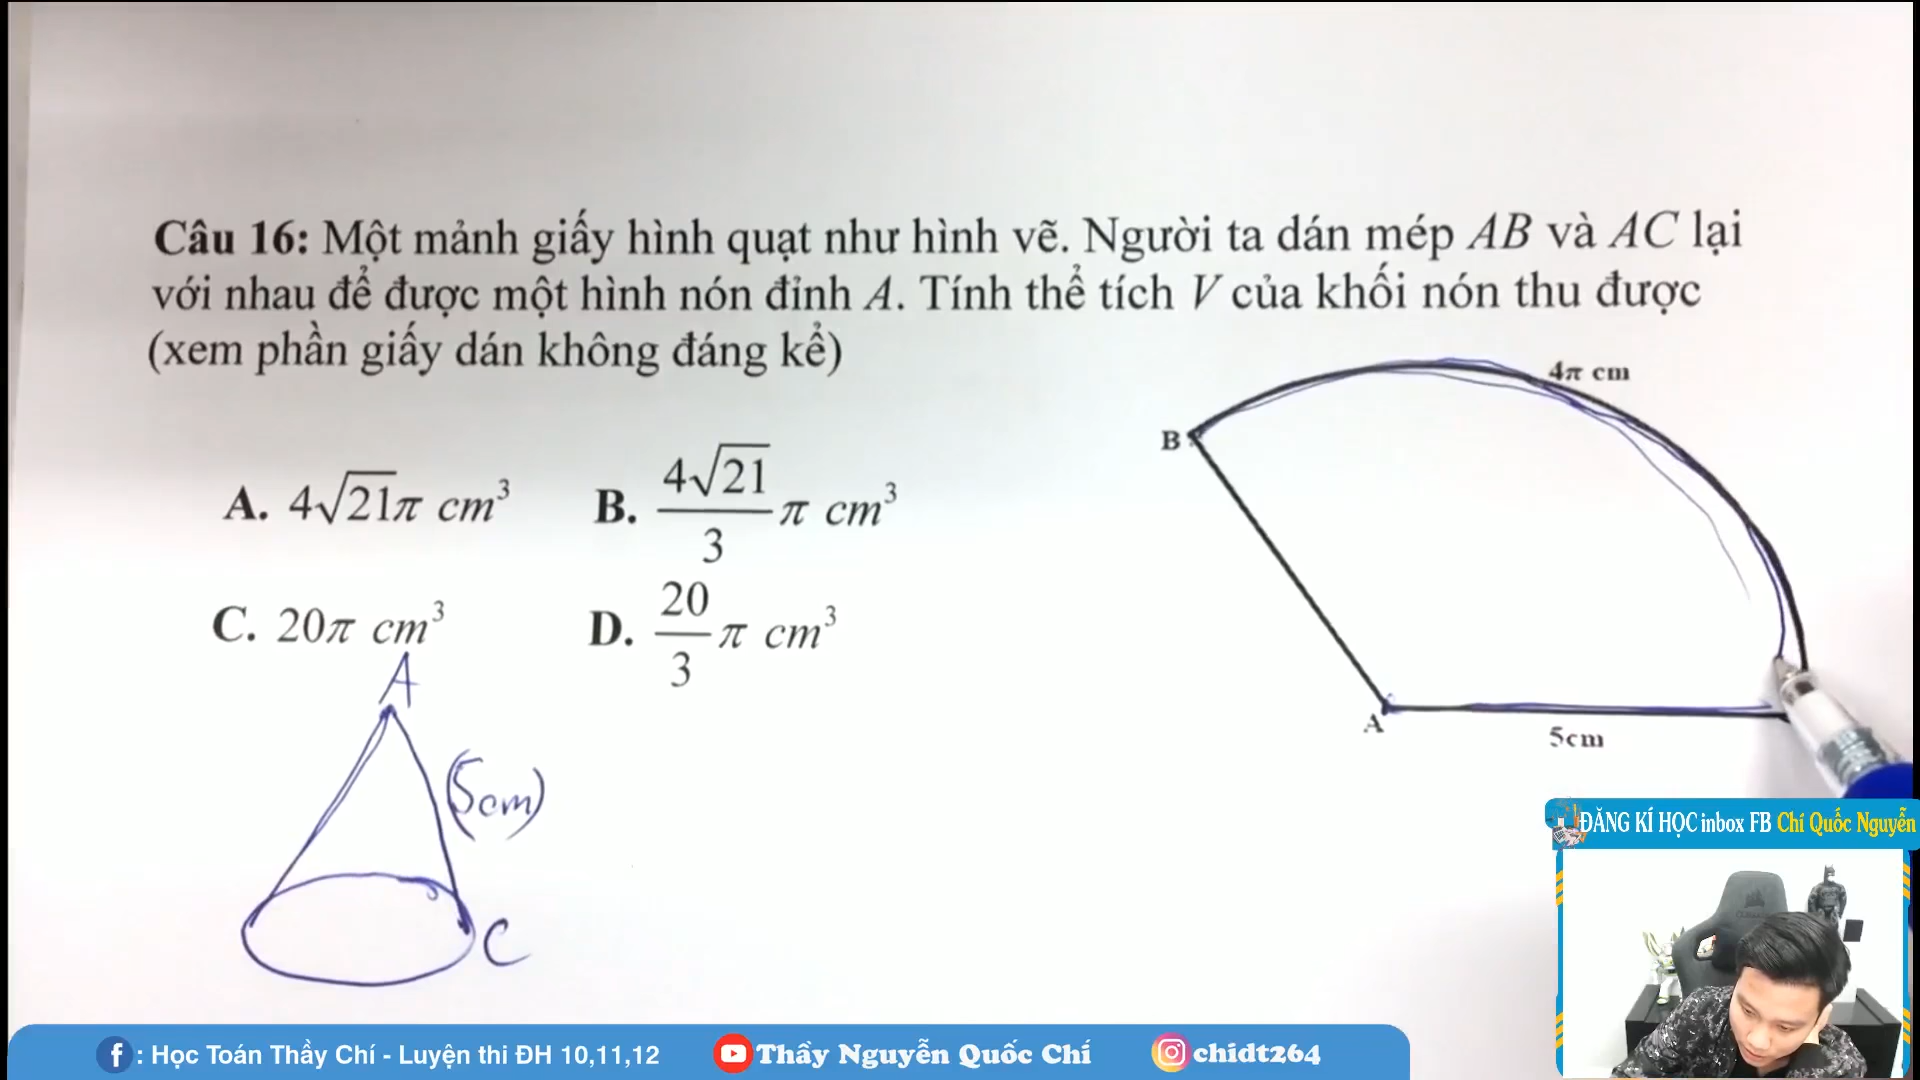 Câu 16: Một mảnh giấy hình quạt như hình vẽ. Người ta dán mép AB và AC lại
với nhau để được một hình nón đỉnh A. Tính thể tích V của khối nón thu được
(xem phần giấy dán không đáng kể)
4π cm
B
A. 4√21π cm³ B. 4√21/3 π cm³
C. 20π cm³ D. 20/3 π cm³
A
5cm
A
(5cm)
C
ĐĂNG KÍ HỌC inbox FB Chí Quốc Nguyễn
f : Học Toán Thầy Chí - Luyện thi ĐH 10,11,12
Thầy Nguyễn Quốc Chí
chidt264